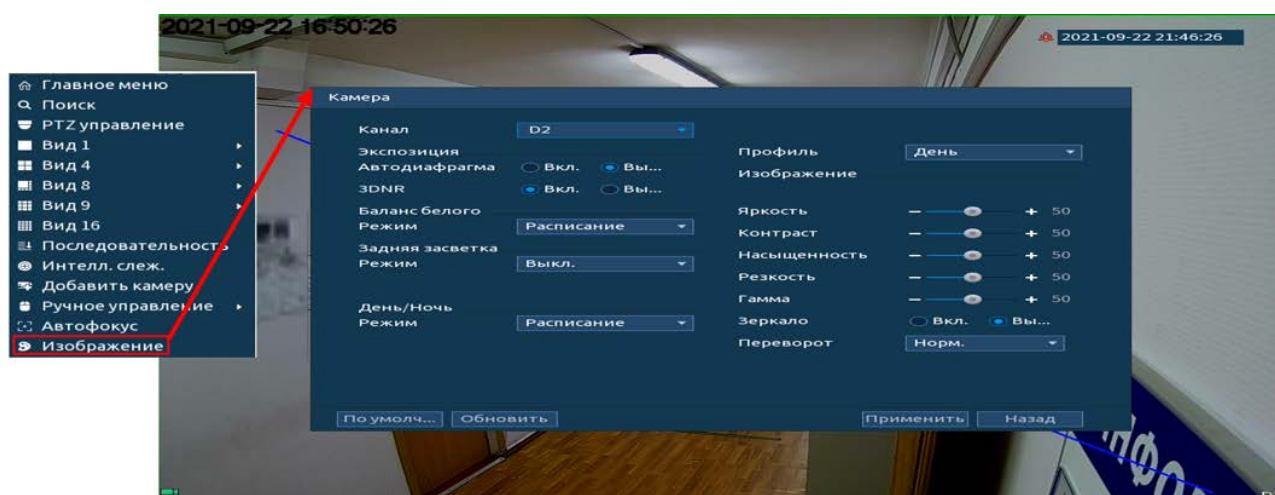 2021-09-22 16:50:26
2021-09-22 21:46:26
Главное меню
Поиск
PTZ управление
Вид 1
Вид 4
Вид 8
Вид 9
Вид 16
Последовательность
Интелл. слеж.
Добавить камеру
Ручное управление
Автофокус
Изображение
Камера
Канал D2
Экспозиция
Автодиафрагма Вкл. Вы...
3DNR Вкл. Вы...
Баланс белого
Режим Расписание
Задняя засветка
Режим Выкл.
День/Ночь
Режим Расписание
Профиль День
Изображение
Яркость 50
Контраст 50
Насыщенность 50
Резкость 50
Гамма 50
Зеркало Вкл. Вы...
Переворот Норм.
По умолч... Обновить Применить Назад
НФО